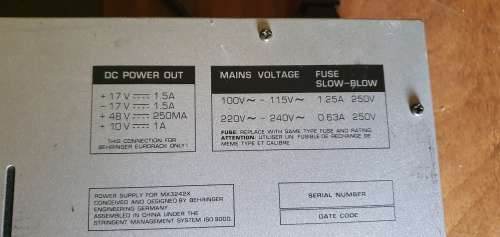 DC POWER OUT
+ 17 V ⎓ 1.5A
− 17 V ⎓ 1.5A
+ 48 V ⎓ 250MA
+ 10 V ⎓ 1A
THIS CONNECTION FOR
BEHRINGER EURORACK ONLY!
MAINS VOLTAGE FUSE
SLOW-BLOW
100V~ - 115V~ 1.25A 250V
220V~ - 240V~ 0.63A 250V
FUSE: REPLACE WITH SAME TYPE FUSE AND RATING
ATTENTION: UTILISER UN FUSIBLE DE RECHANGE DE
MEME TYPE ET CALIBRE
POWER SUPPLY FOR MX3242X
CONCEIVED AND DESIGNED BY BEHRINGER
ENGINEERING GERMANY
ASSEMBLED IN CHINA UNDER THE
STRINGENT MANAGEMENT SYSTEM ISO 9000.
SERIAL NUMBER
DATE CODE